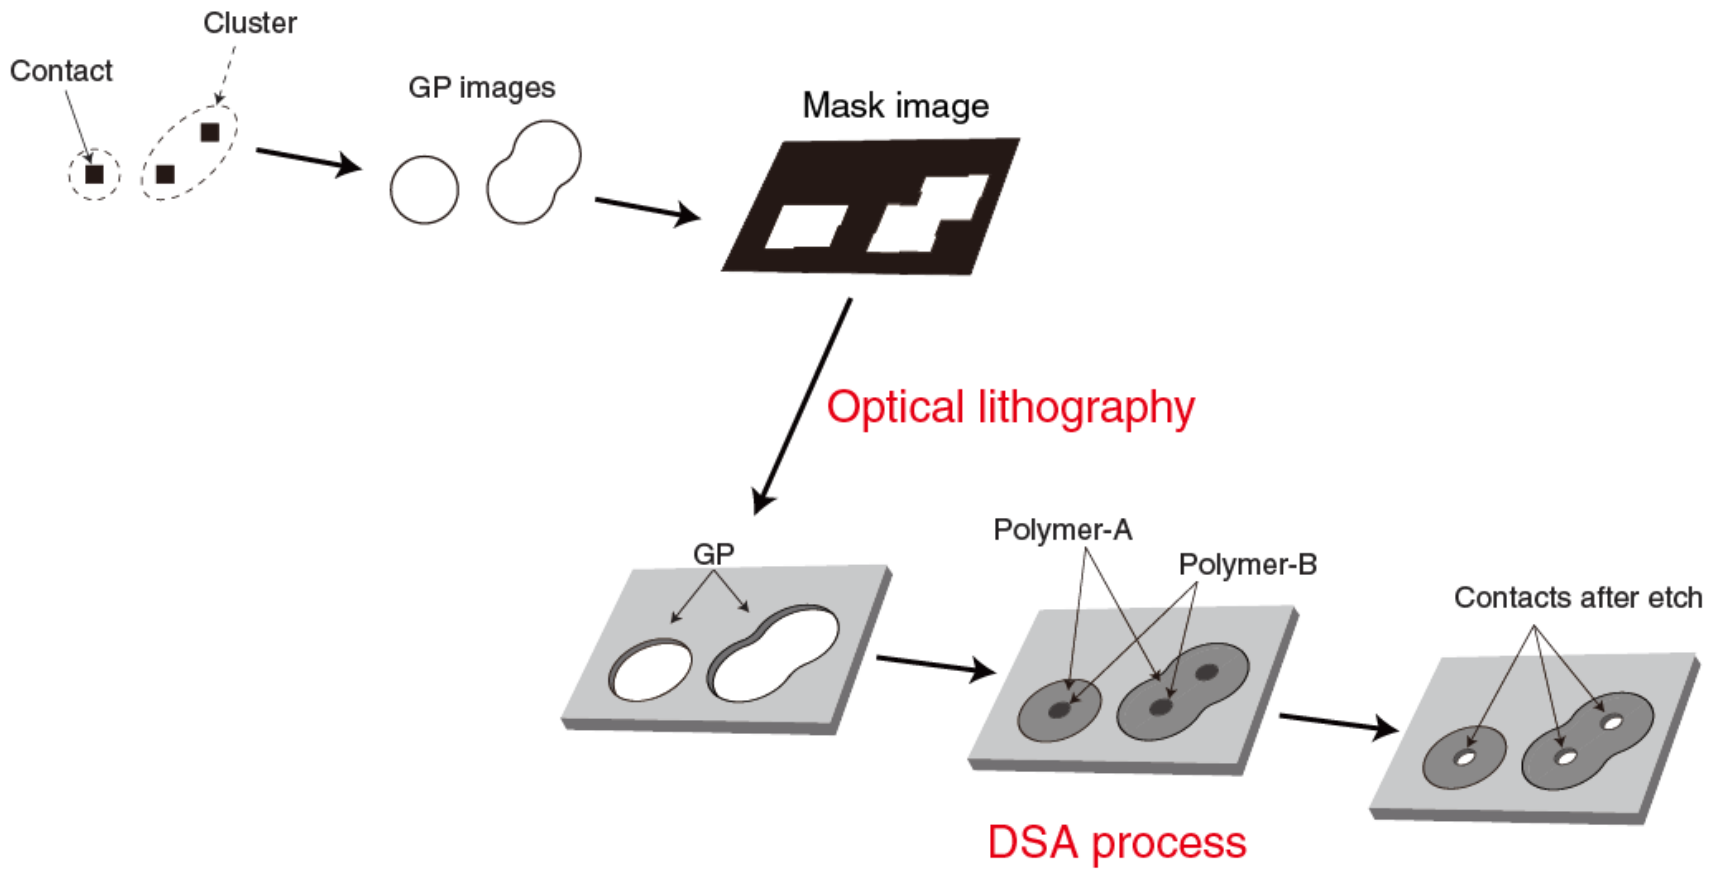 Cluster
Contact
GP images
Mask image
Optical lithography
GP
Polymer-A
Polymer-B
Contacts after etch
DSA process